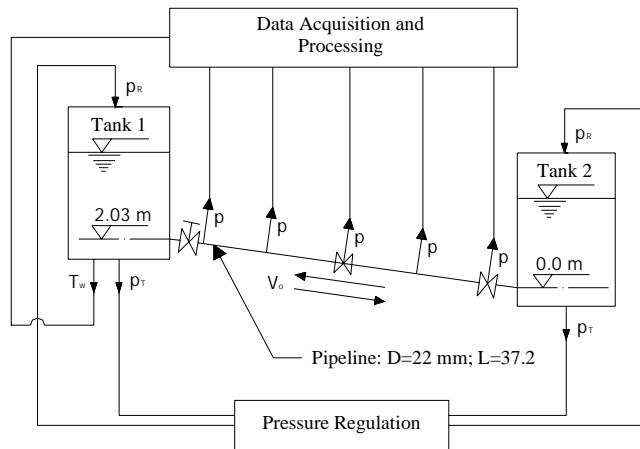 Data Acquisition and
Processing
pR
Tank 1
pR
Tank 2
2.03 m
p
p
p
p
p
0.0 m
Tw
pT
Vo
pT
Pipeline: D=22 mm; L=37.2
Pressure Regulation